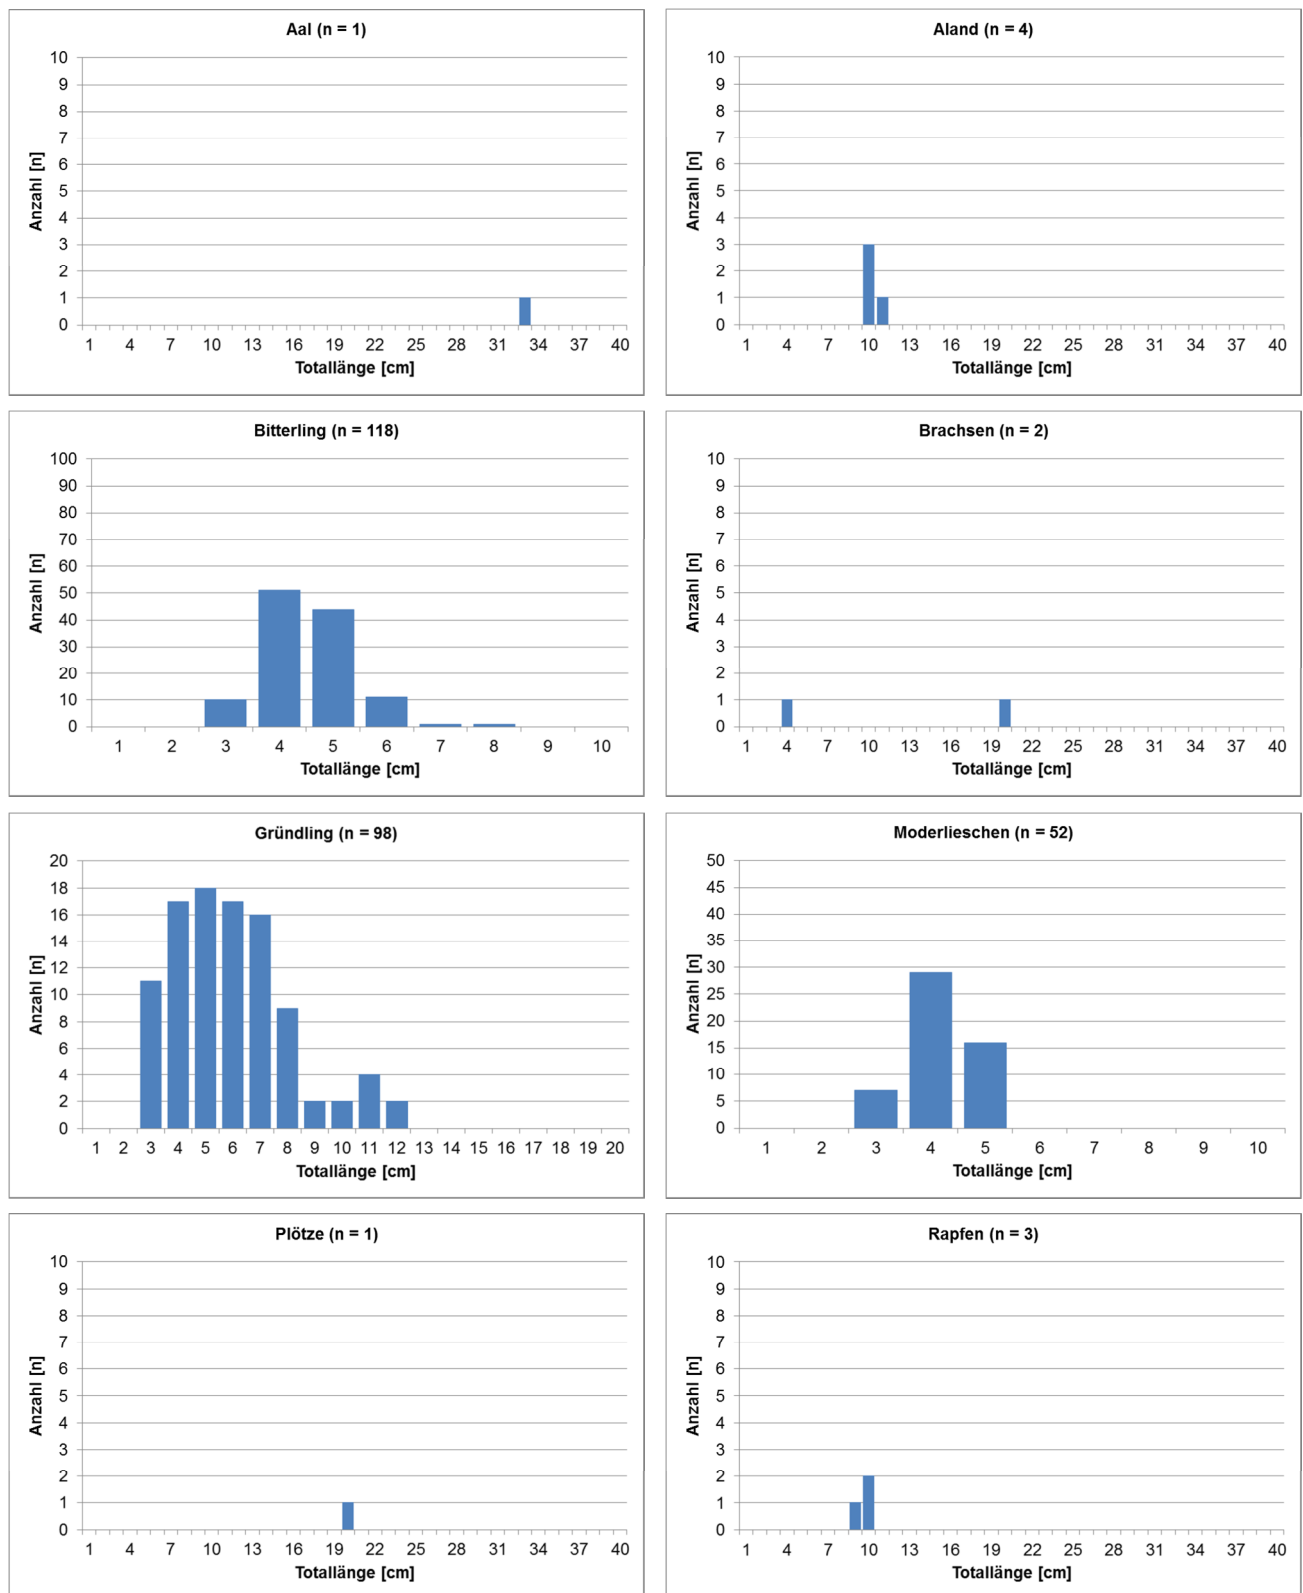 Aal (n = 1)
10
9
8
7
6
5
4
3
2
1
0
Anzahl [n]
1 4 7 10 13 16 19 22 25 28 31 34 37 40
Totallänge [cm]
Aland (n = 4)
10
9
8
7
6
5
4
3
2
1
0
Anzahl [n]
1 4 7 10 13 16 19 22 25 28 31 34 37 40
Totallänge [cm]
Bitterling (n = 118)
100
90
80
70
60
50
40
30
20
10
0
Anzahl [n]
1 2 3 4 5 6 7 8 9 10
Totallänge [cm]
Brachsen (n = 2)
10
9
8
7
6
5
4
3
2
1
0
Anzahl [n]
1 4 7 10 13 16 19 22 25 28 31 34 37 40
Totallänge [cm]
Gründling (n = 98)
20
18
16
14
12
10
8
6
4
2
0
Anzahl [n]
1 2 3 4 5 6 7 8 9 10 11 12 13 14 15 16 17 18 19 20
Totallänge [cm]
Moderlieschen (n = 52)
50
45
40
35
30
25
20
15
10
5
0
Anzahl [n]
1 2 3 4 5 6 7 8 9 10
Totallänge [cm]
Plötze (n = 1)
10
9
8
7
6
5
4
3
2
1
0
Anzahl [n]
1 4 7 10 13 16 19 22 25 28 31 34 37 40
Totallänge [cm]
Rapfen (n = 3)
10
9
8
7
6
5
4
3
2
1
0
Anzahl [n]
1 4 7 10 13 16 19 22 25 28 31 34 37 40
Totallänge [cm]